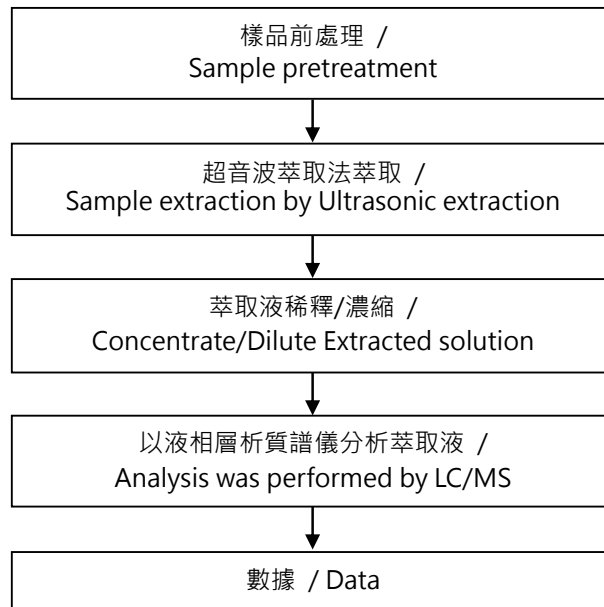 樣品前處理 /
Sample pretreatment
超音波萃取法萃取 /
Sample extraction by Ultrasonic extraction
萃取液稀釋/濃縮 /
Concentrate/Dilute Extracted solution
以液相層析質譜儀分析萃取液 /
Analysis was performed by LC/MS
數據 / Data